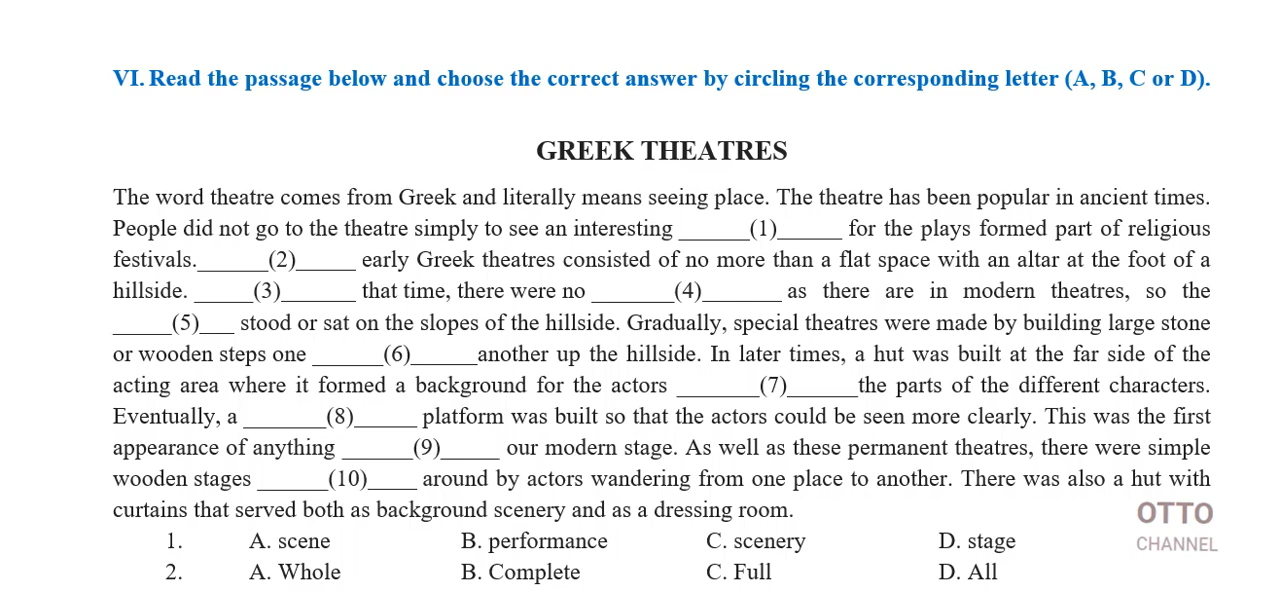 VI. Read the passage below and choose the correct answer by circling the corresponding letter (A, B, C or D).
GREEK THEATRES
The word theatre comes from Greek and literally means seeing place. The theatre has been popular in ancient times.
People did not go to the theatre simply to see an interesting ______(1)______ for the plays formed part of religious
festivals.______(2)_____ early Greek theatres consisted of no more than a flat space with an altar at the foot of a
hillside. _____(3)______ that time, there were no _______(4)_______ as there are in modern theatres, so the
_____(5)___ stood or sat on the slopes of the hillside. Gradually, special theatres were made by building large stone
or wooden steps one ______(6)______another up the hillside. In later times, a hut was built at the far side of the
acting area where it formed a background for the actors _______(7)______the parts of the different characters.
Eventually, a _______(8)_____ platform was built so that the actors could be seen more clearly. This was the first
appearance of anything ______(9)_____ our modern stage. As well as these permanent theatres, there were simple
wooden stages ______(10)____ around by actors wandering from one place to another. There was also a hut with
curtains that served both as background scenery and as a dressing room.
1. A. scene B. performance C. scenery D. stage
2. A. Whole B. Complete C. Full D. All
OTTO
CHANNEL